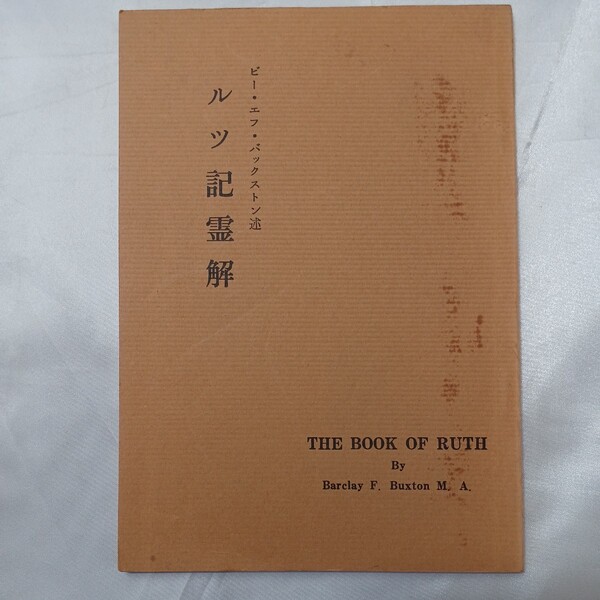 ビー・エフ・バックストン述
ルツ記霊解
THE BOOK OF RUTH
By
Barclay F. Buxton M. A.